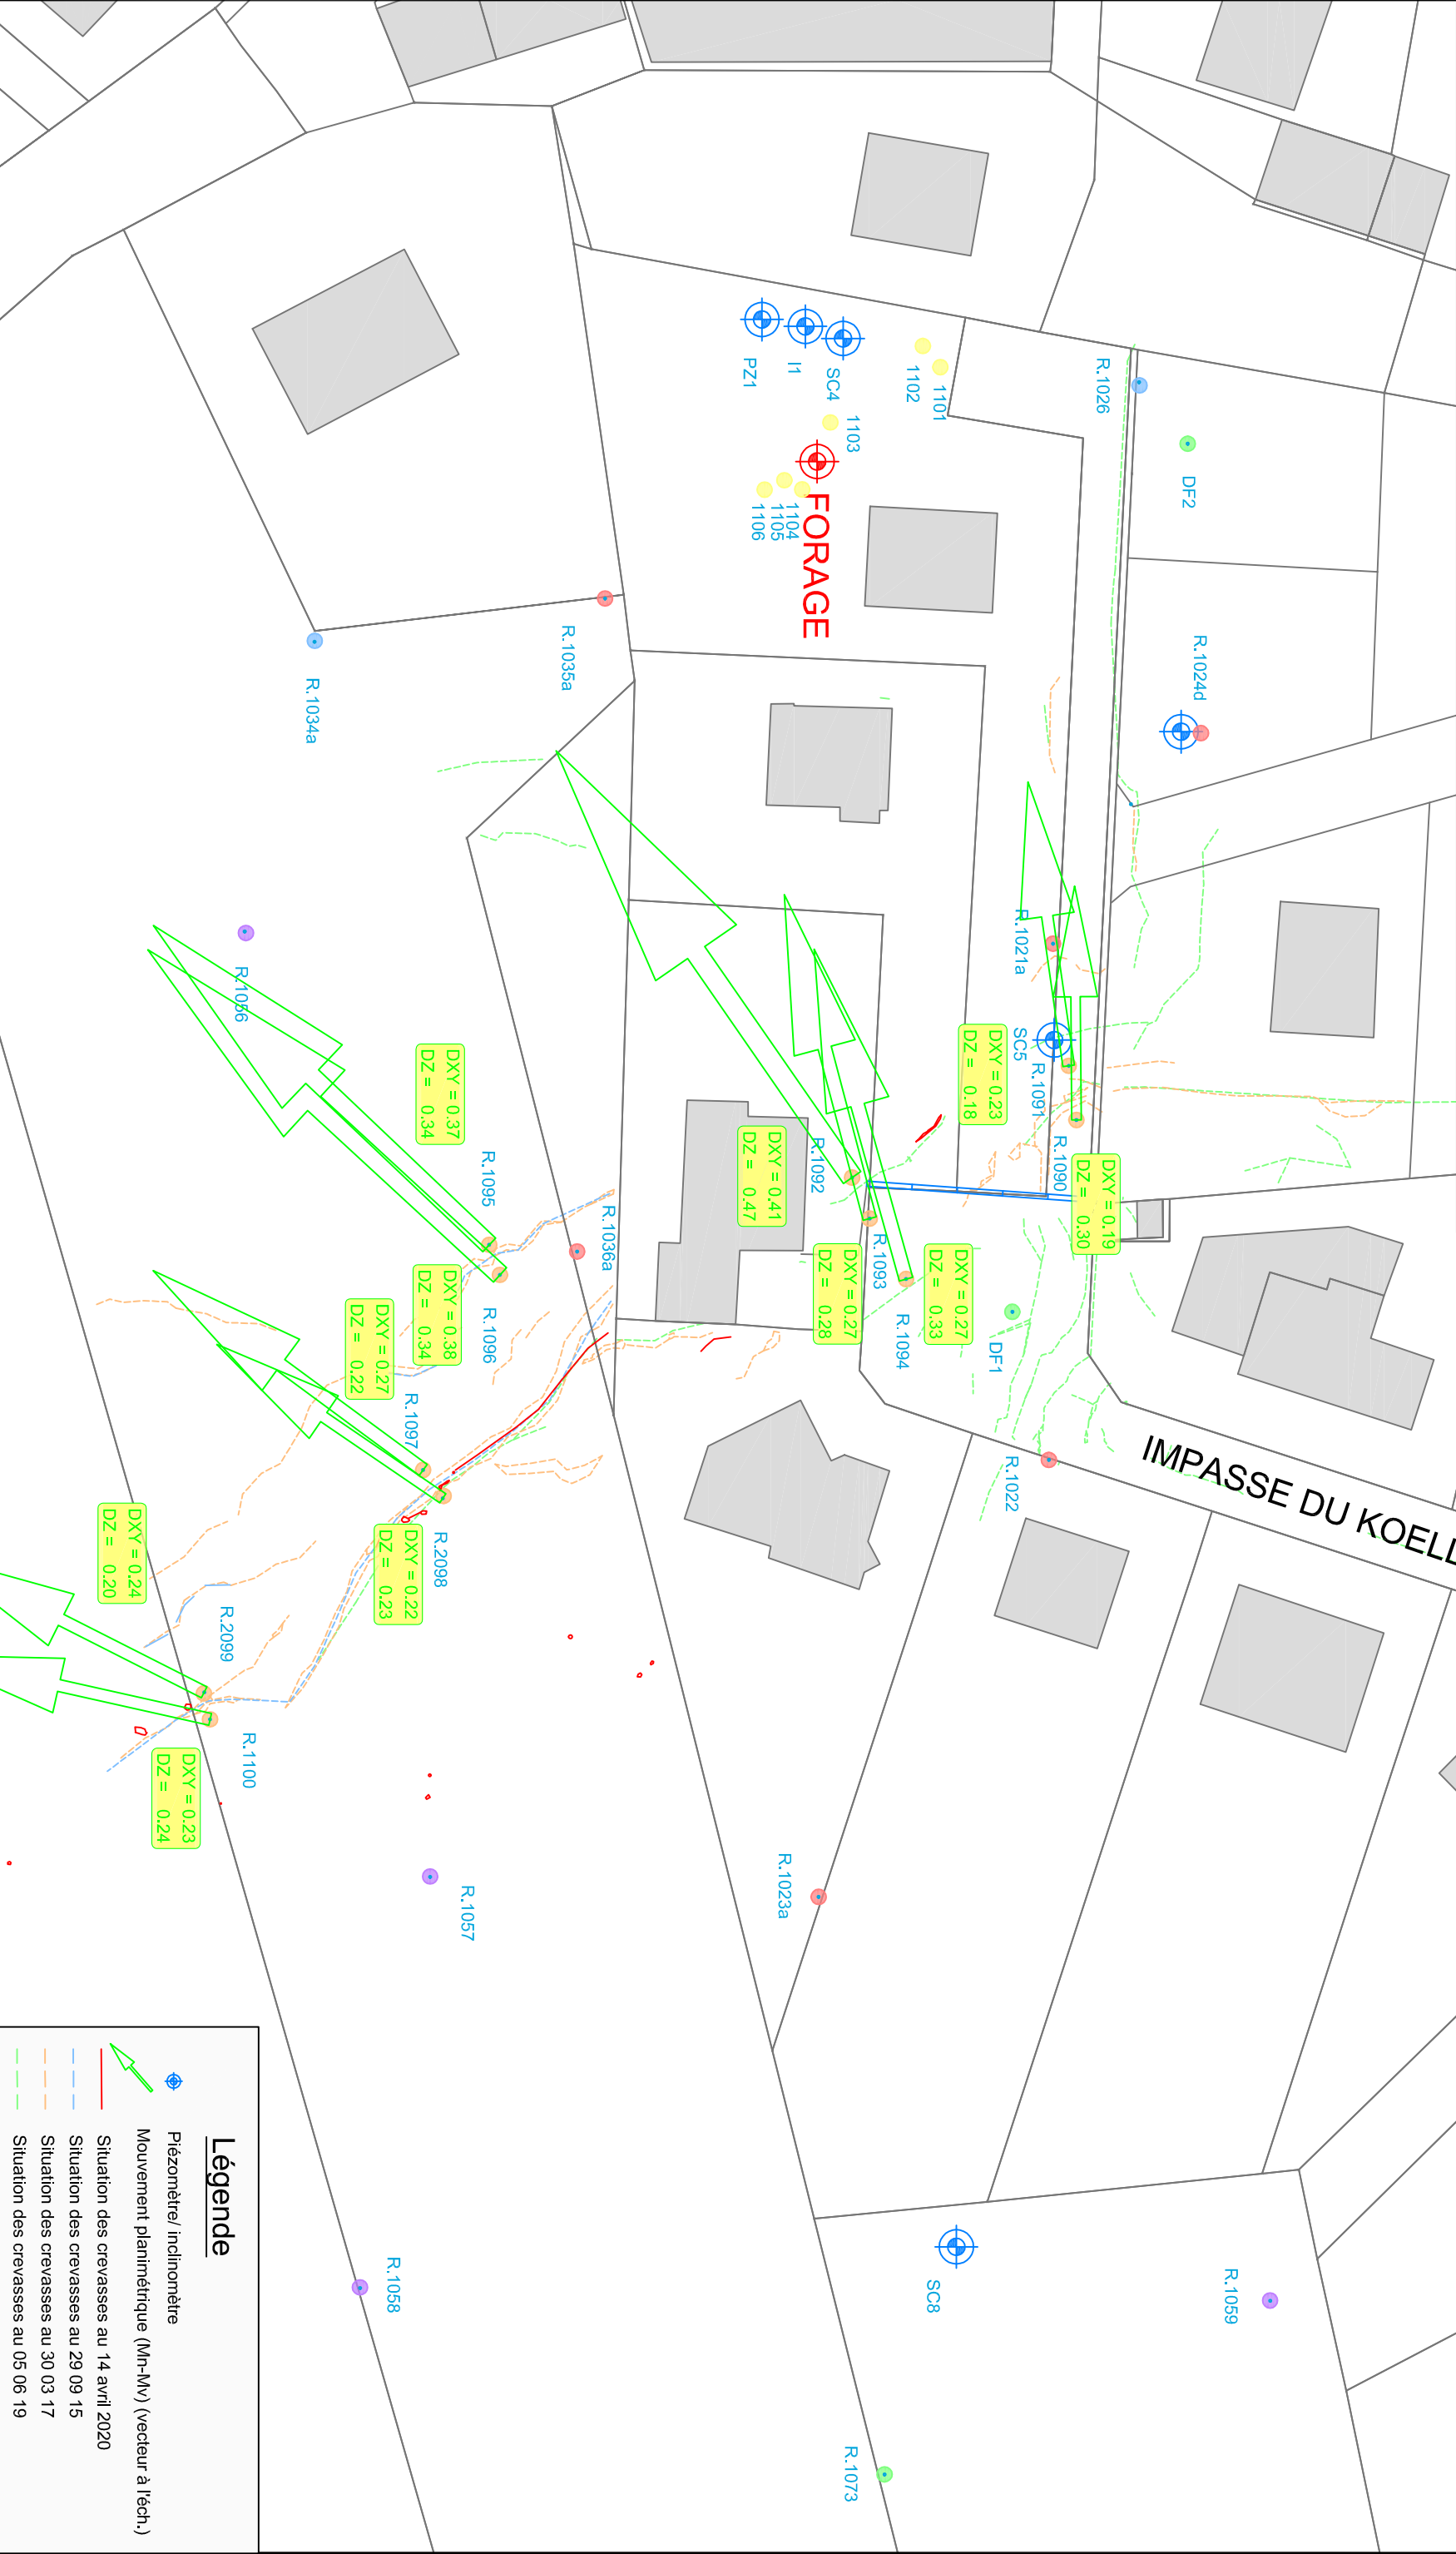 R.1059
DF2
R.1024d
IMPASSE DU KOELL
R.1026
DXY = 0.19
DZ = 0.30
R.1090
R.1091
R.1021a
SC5
R.1022
DF1
DXY = 0.23
DZ = 0.18
SC8
DXY = 0.27
DZ = 0.33
R.1094
1101
1102
R.1093
DXY = 0.27
DZ = 0.28
1103
R.1073
SC4
FORAGE
R.1092
I1
1104
1105
1106
R.1023a
PZ1
DXY = 0.41
DZ = 0.47
R.1036a
R.1035a
R.1095
R.1096
R.1057
DXY = 0.37
DZ = 0.34
DXY = 0.38
DZ = 0.34
R.2098
R.1097
DXY = 0.22
DZ = 0.23
R.1058
DXY = 0.27
DZ = 0.22
R.1034a
R.1056
R.1100
R.2099
DXY = 0.23
DZ = 0.24
DXY = 0.24
DZ = 0.20
Légende
Piézomètre/ inclinomètre
Mouvement planimétrique (Mn-Mv) (vecteur à l'éch.)
Situation des crevasses au 14 avril 2020
Situation des crevasses au 29 09 15
Situation des crevasses au 30 03 17
Situation des crevasses au 05 06 19